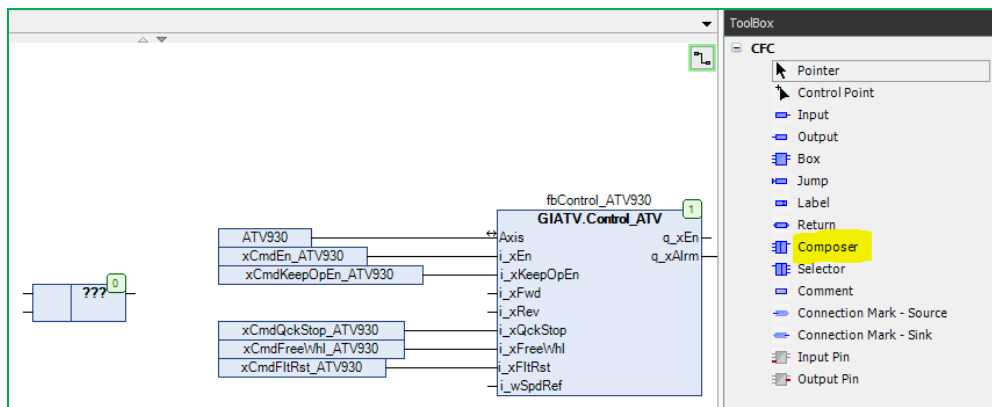 ToolBox
CFC
Pointer
Control Point
Input
Output
Box
Jump
Label
Return
Composer
Selector
Comment
Connection Mark - Source
Connection Mark - Sink
Input Pin
Output Pin
fbControl_ATV930
GIATV.Control_ATV
1
ATV930
Axis
q_xEn
xCmdEn_ATV930
i_xEn
q_xAlrm
xCmdKeepOpEn_ATV930
i_xKeepOpEn
???
0
i_xFwd
i_xRev
xCmdQckStop_ATV930
i_xQckStop
xCmdFreeWhl_ATV930
i_xFreeWhl
xCmdFltRst_ATV930
i_xFltRst
i_wSpdRef